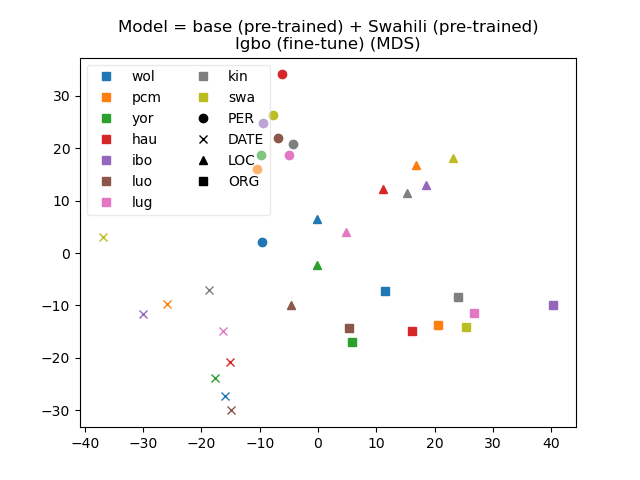 Model = base (pre-trained) + Swahili (pre-trained)
Igbo (fine-tune) (MDS)
wol
pcm
yor
hau
ibo
luo
lug
kin
swa
PER
DATE
LOC
ORG
30
20
10
0
−10
−20
−30
−40
−30
−20
−10
0
10
20
30
40